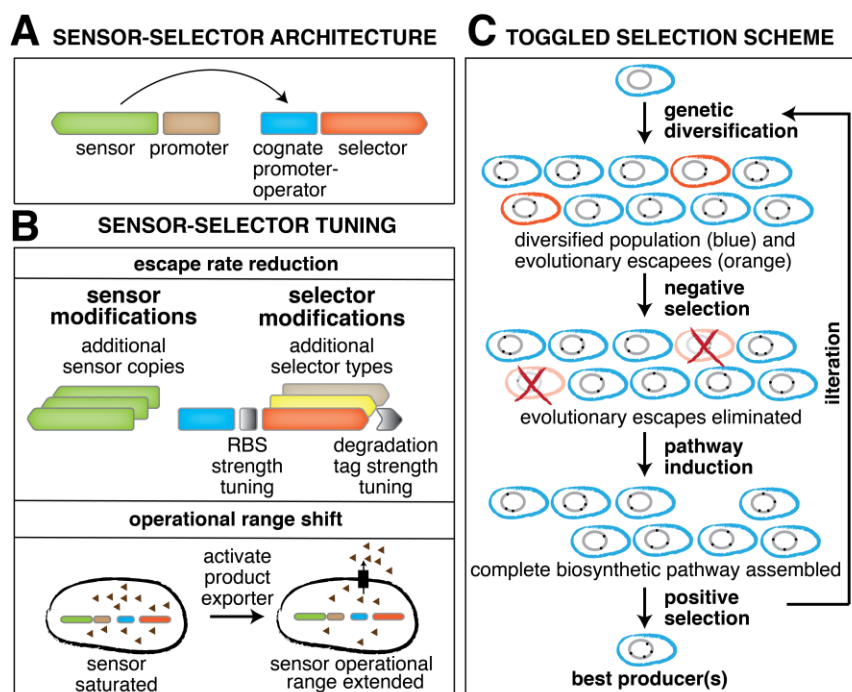 A SENSOR-SELECTOR ARCHITECTURE
sensor promoter cognate
promoter-
operator
selector
B SENSOR-SELECTOR TUNING
escape rate reduction
sensor
modifications
additional
sensor copies
selector
modifications
additional
selector types
RBS
strength
tuning
degradation
tag strength
tuning
operational range shift
activate
product
exporter
sensor
saturated
sensor operational
range extended
C TOGGLED SELECTION SCHEME
genetic
diversification
diversified population (blue) and
evolutionary escapees (orange)
negative
selection
evolutionary escapes eliminated
pathway
induction
complete biosynthetic pathway assembled
positive
selection
best producer(s)
ilteration